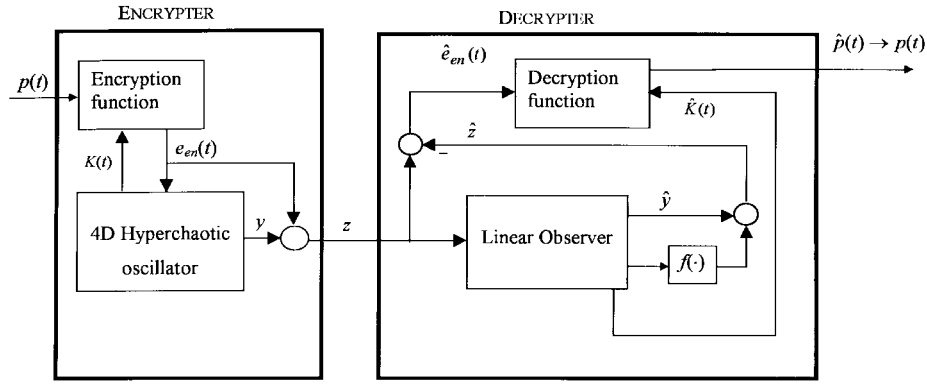 ENCRYPTER
DECRYPTER
p(t)
Encryption
function
K(t)
e_en(t)
4D Hyperchaotic
oscillator
y
z
ê_en(t)
Decryption
function
p̂(t) → p(t)
K̂(t)
ẑ
–
Linear Observer
ŷ
f(·)